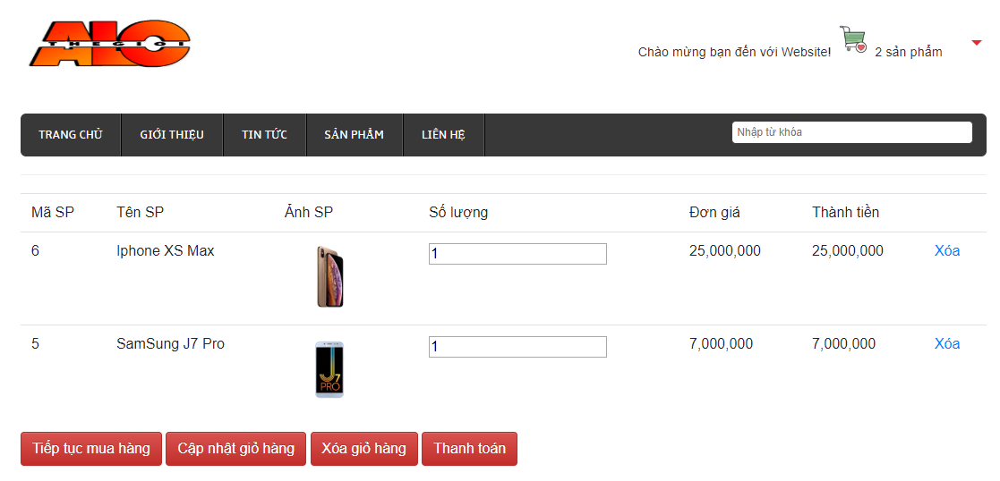 ALO
THEGIOI
Chào mừng bạn đến với Website! 2 sản phẩm
TRANG CHỦ GIỚI THIỆU TIN TỨC SẢN PHẨM LIÊN HỆ Nhập từ khóa
Mã SP Tên SP Ảnh SP Số lượng Đơn giá Thành tiền
6 Iphone XS Max 1 25,000,000 25,000,000 Xóa
5 SamSung J7 Pro 1 7,000,000 7,000,000 Xóa
J7
PRO
Tiếp tục mua hàng Cập nhật giỏ hàng Xóa giỏ hàng Thanh toán